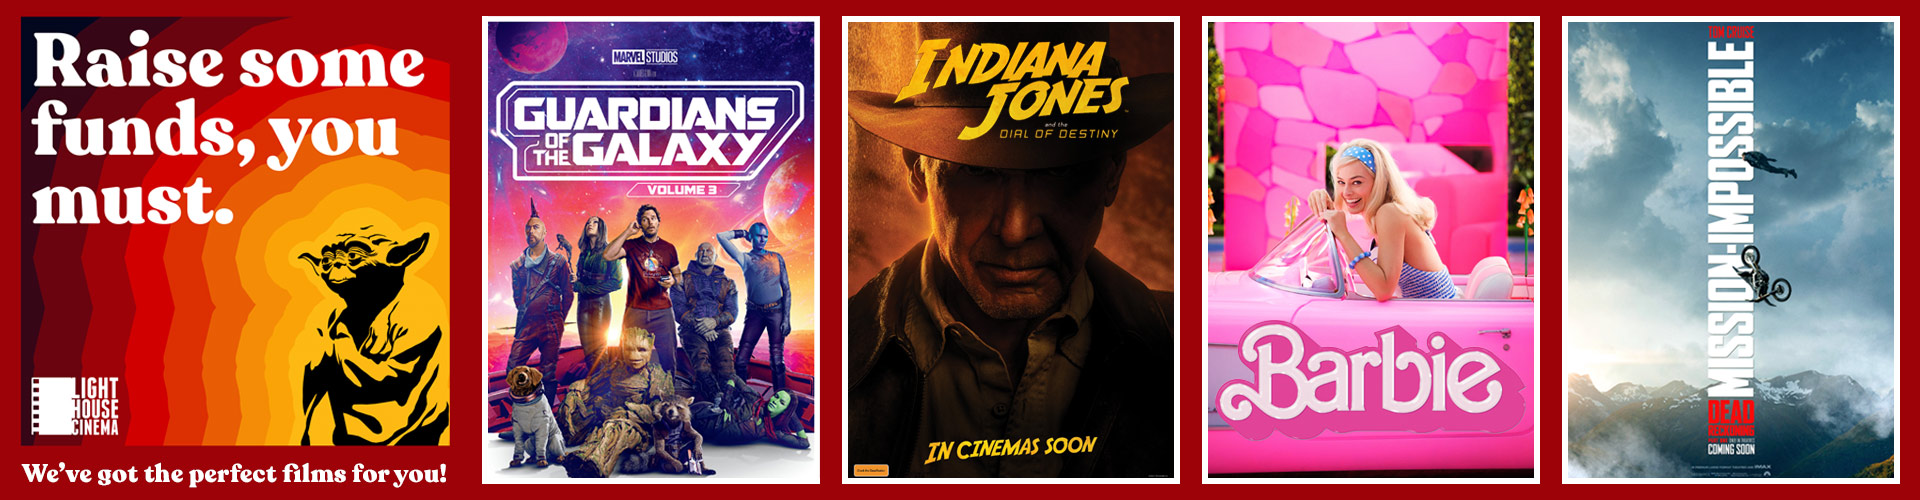 Raise some
funds, you
must.
LIGHT
HOUSE
CINEMA
We've got the perfect films for you!
MARVEL STUDIOS
GUARDIANS
OF THE GALAXY
VOLUME 3
INDIANA
JONES
and the
DIAL OF DESTINY
IN CINEMAS SOON
Barbie
TOM CRUISE
MISSION:IMPOSSIBLE
DEAD
RECKONING
COMING SOON